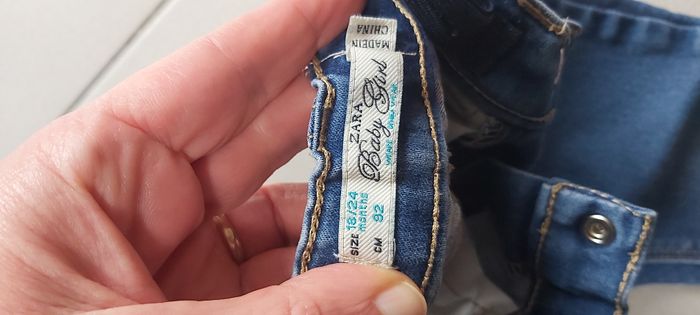 MADE IN
CHINA
ZARA
Baby Girl
SIZE 18/24
months
CM 92